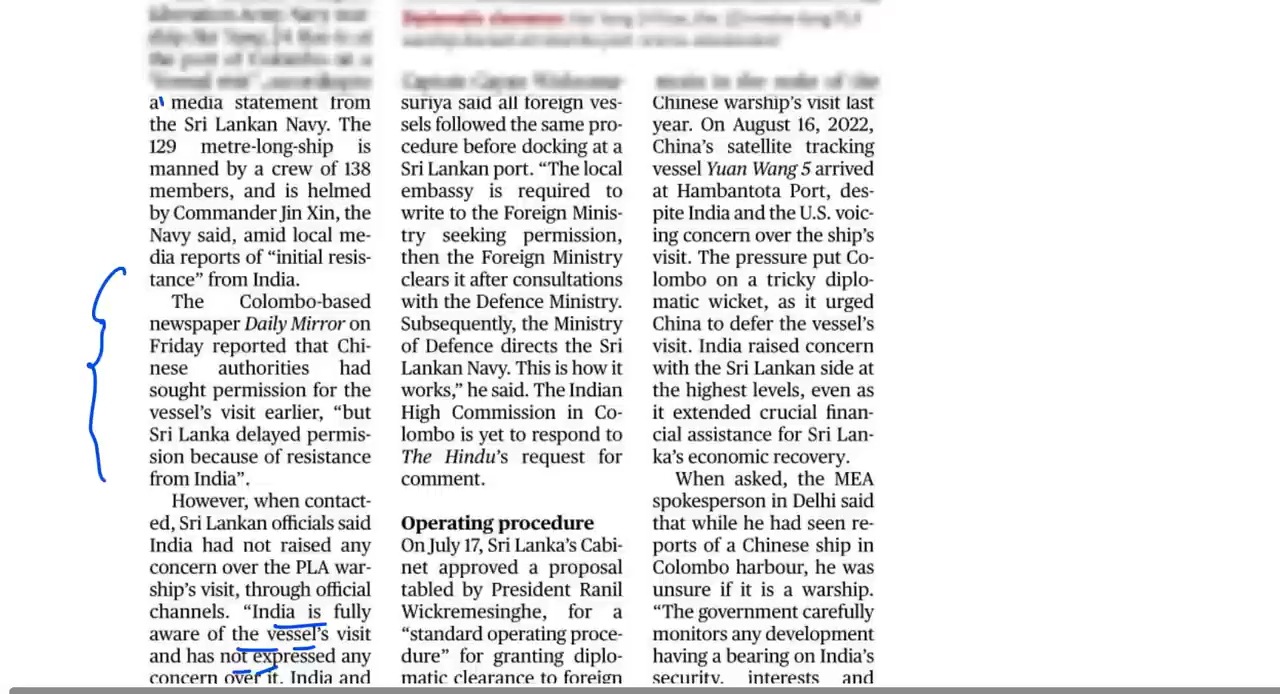 a media statement from
the Sri Lankan Navy. The
129 metre-long-ship is
manned by a crew of 138
members, and is helmed
by Commander Jin Xin, the
Navy said, amid local me-
dia reports of “initial resis-
tance” from India.
The Colombo-based
newspaper Daily Mirror on
Friday reported that Chi-
nese authorities had
sought permission for the
vessel’s visit earlier, “but
Sri Lanka delayed permis-
sion because of resistance
from India”.
However, when contact-
ed, Sri Lankan officials said
India had not raised any
concern over the PLA war-
ship’s visit, through official
channels. “India is fully
aware of the vessel’s visit
and has not expressed any
concern over it. India and
suriya said all foreign ves-
sels followed the same pro-
cedure before docking at a
Sri Lankan port. “The local
embassy is required to
write to the Foreign Minis-
try seeking permission,
then the Foreign Ministry
clears it after consultations
with the Defence Ministry.
Subsequently, the Ministry
of Defence directs the Sri
Lankan Navy. This is how it
works,” he said. The Indian
High Commission in Co-
lombo is yet to respond to
The Hindu’s request for
comment.
Operating procedure
On July 17, Sri Lanka’s Cabi-
net approved a proposal
tabled by President Ranil
Wickremesinghe, for a
“standard operating proce-
dure” for granting diplo-
matic clearance to foreign
Chinese warship’s visit last
year. On August 16, 2022,
China’s satellite tracking
vessel Yuan Wang 5 arrived
at Hambantota Port, des-
pite India and the U.S. voic-
ing concern over the ship’s
visit. The pressure put Co-
lombo on a tricky diplo-
matic wicket, as it urged
China to defer the vessel’s
visit. India raised concern
with the Sri Lankan side at
the highest levels, even as
it extended crucial finan-
cial assistance for Sri Lan-
ka’s economic recovery.
When asked, the MEA
spokesperson in Delhi said
that while he had seen re-
ports of a Chinese ship in
Colombo harbour, he was
unsure if it is a warship.
“The government carefully
monitors any development
having a bearing on India’s
security, interests and